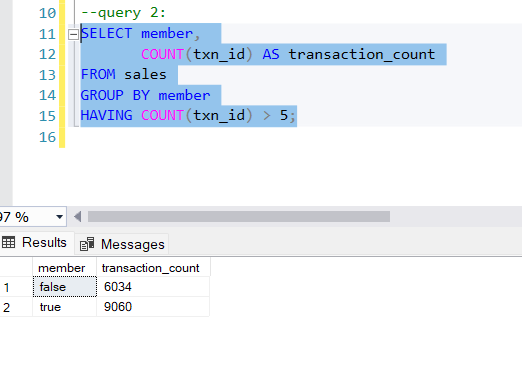 10 --query 2:
11 SELECT member,
12 COUNT(txn_id) AS transaction_count
13 FROM sales
14 GROUP BY member
15 HAVING COUNT(txn_id) > 5;
16
97 %
Results Messages
member transaction_count
1 false 6034
2 true 9060